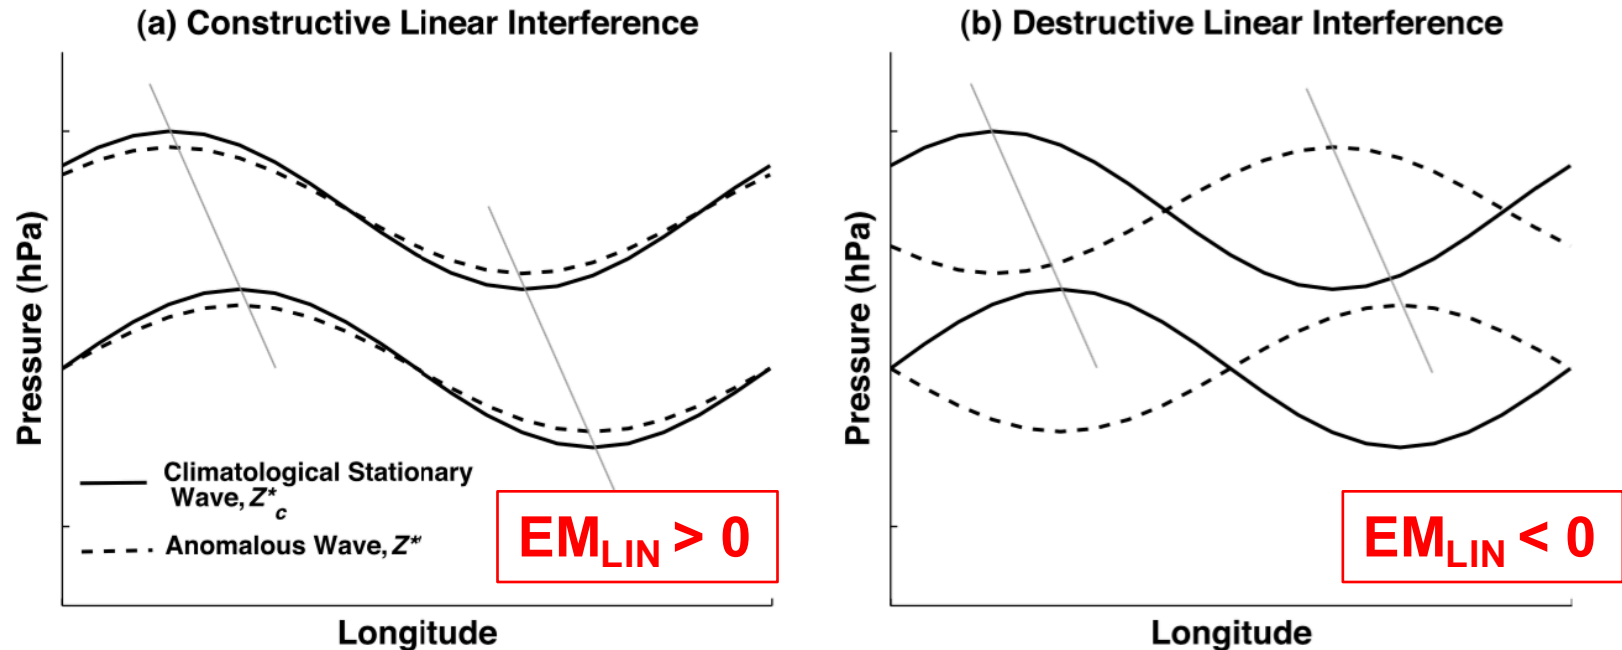 (a) Constructive Linear Interference
Pressure (hPa)
Climatological Stationary
Wave, Z*c
Anomalous Wave, Z*'
EMLIN > 0
Longitude
(b) Destructive Linear Interference
Pressure (hPa)
EMLIN < 0
Longitude